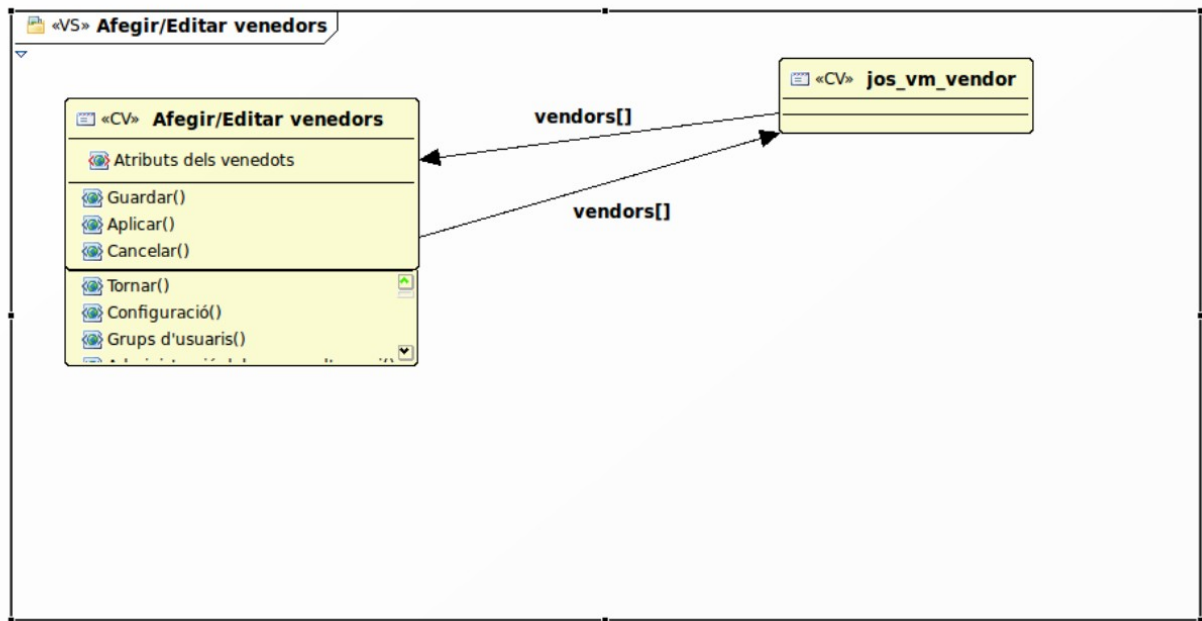 «VS» Afegir/Editar venedors
«CV» jos_vm_vendor
«CV» Afegir/Editar venedors
vendors[]
Atributs dels venedots
Guardar()
Aplicar()
Cancelar()
vendors[]
Tornar()
Configuració()
Grups d'usuaris()